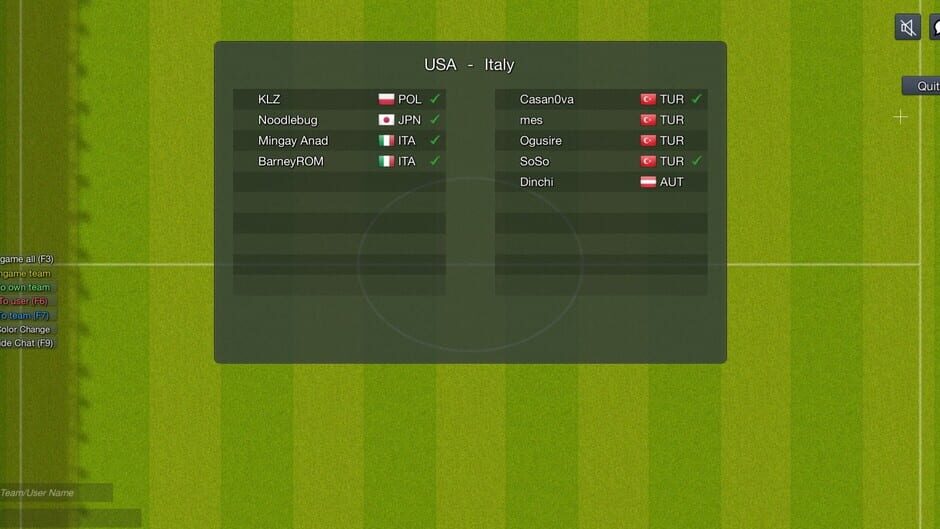 USA - Italy
KLZ POL
Noodlebug JPN
Mingay Anad ITA
BarneyROM ITA
Casan0va TUR
mes TUR
Ogusire TUR
SoSo TUR
Dinchi AUT
Quit
game all (F3)
ngame team
o own team
To user (F6)
To team (F7)
Color Change
ide Chat (F9)
Team/User Name